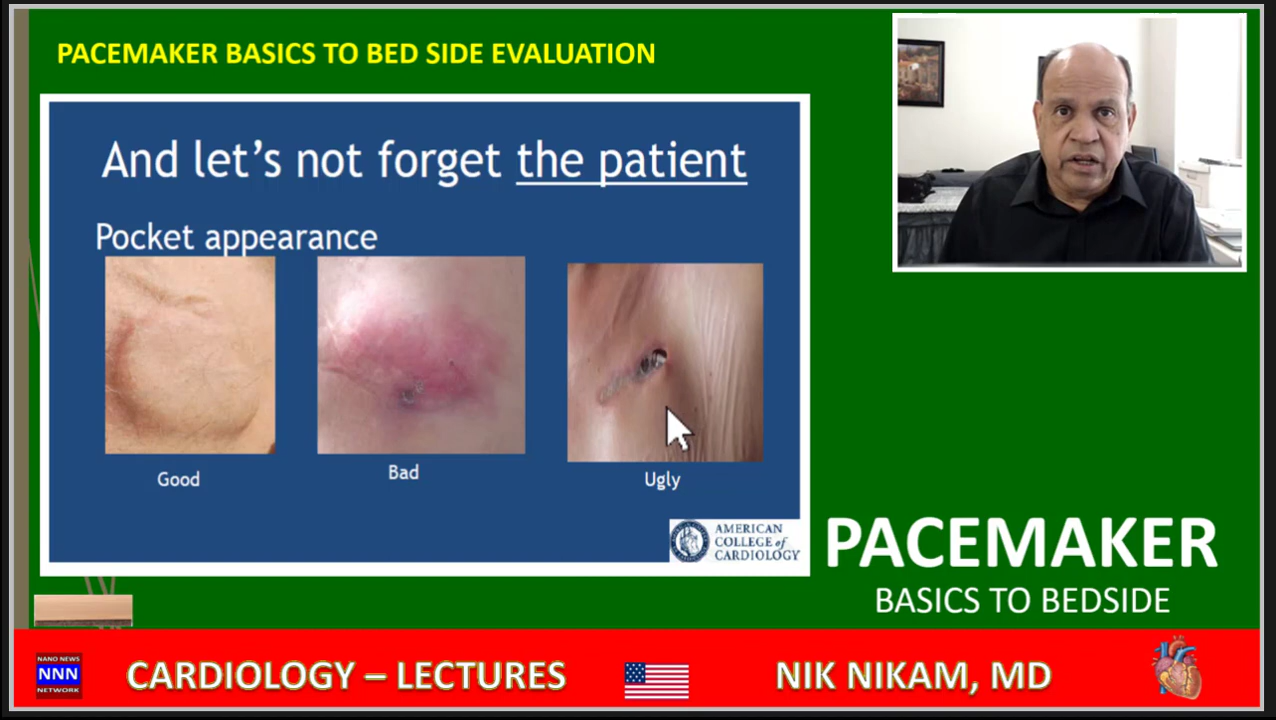 PACEMAKER BASICS TO BED SIDE EVALUATION
And let's not forget the patient
Pocket appearance
Good
Bad
Ugly
AMERICAN
COLLEGE of
CARDIOLOGY
PACEMAKER
BASICS TO BEDSIDE
NANO NEWS
NNN
NETWORK
CARDIOLOGY – LECTURES
NIK NIKAM, MD